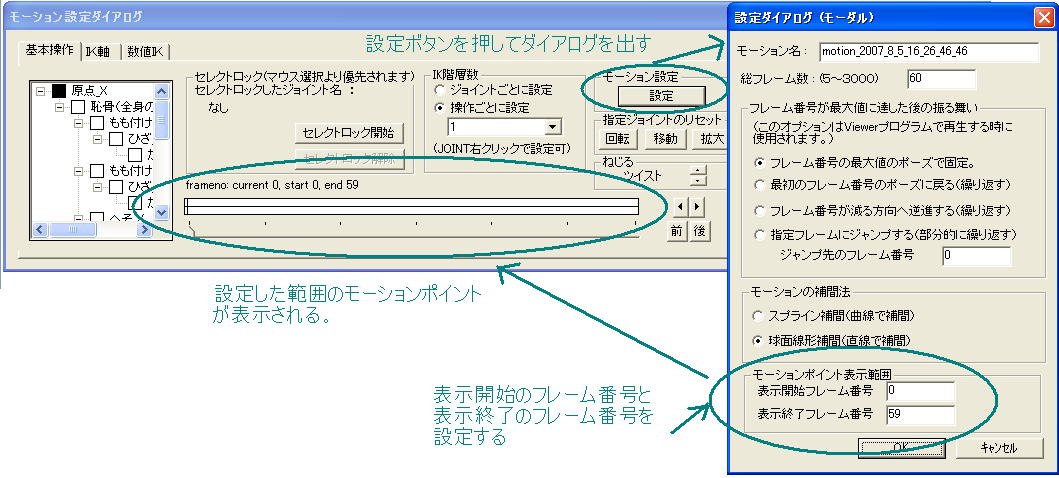 モーション設定ダイアログ
基本操作 IK軸 数値IK
原点_X
恥骨(全身の
もも付け
ひざ
もも付け
ひざ
セレクトロック(マウス選択より優先されます)
セレクトロックしたジョイント名：
なし
セレクトロック開始
セレクトロック解除
IK階層数
ジョイントごとに設定
操作ごとに設定
1
(JOINT右クリックで設定可)
モーション設定
設定
指定ジョイントのリセット
回転 移動 拡大
ねじる
ツイスト
frameno: current 0, start 0, end 59
前 後
設定ボタンを押してダイアログを出す
設定した範囲のモーションポイント
が表示される。
表示開始のフレーム番号と
表示終了のフレーム番号を
設定する
設定ダイアログ（モーダル）
モーション名： motion_2007_8_5_16_26_46_46
総フレーム数：(5～3000) 60
フレーム番号が最大値に達した後の振る舞い
(このオプションはViewerプログラムで再生する時に
使用されます。)
フレーム番号の最大値のポーズで固定。
最初のフレーム番号のポーズに戻る(繰り返す)
フレーム番号が減る方向へ逆進する(繰り返す)
指定フレームにジャンプする(部分的に繰り返す)
ジャンプ先のフレーム番号 0
モーションの補間法
スプライン補間(曲線で補間)
球面線形補間(直線で補間)
モーションポイント表示範囲
表示開始フレーム番号 0
表示終了フレーム番号 59
OK キャンセル